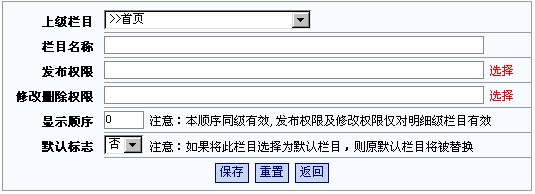 上级栏目 >>首页
栏目名称
发布权限 选择
修改删除权限 选择
显示顺序 0 注意：本顺序同级有效,发布权限及修改权限仅对明细级栏目有效
默认标志 否 注意：如果将此栏目选择为默认栏目，则原默认栏目将被替换
保存 重置 返回